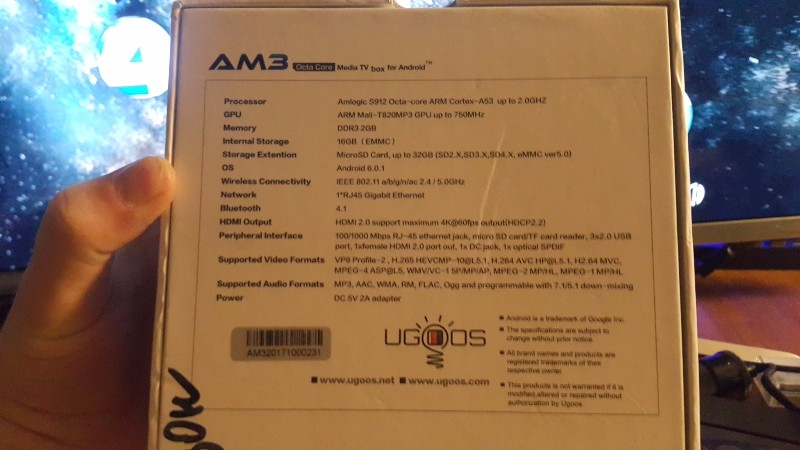 AM3 Octa Core Media TV box for Android™
Processor Amlogic S912 Octa-core ARM Cortex-A53 up to 2.0GHZ
GPU ARM Mali-T820MP3 GPU up to 750MHz
Memory DDR3 2GB
Internal Storage 16GB (EMMC)
Storage Extention MicroSD Card, up to 32GB (SD2.X,SD3.X,SD4.X, eMMC ver5.0)
OS Android 6.0.1
Wireless Connectivity IEEE 802.11 a/b/g/n/ac 2.4 / 5.0GHz
Network 1*RJ45 Gigabit Ethernet
Bluetooth 4.1
HDMI Output HDMI 2.0 support maximum 4K@60fps output(HDCP2.2)
Peripheral Interface 100/1000 Mbps RJ-45 ethernet jack, micro SD card/TF card reader, 3x2.0 USB
port, 1xfemale HDMI 2.0 port out, 1x DC jack, 1x optical SPDIF
Supported Video Formats VP9 Profile-2 , H.265 HEVCMP-10@L5.1, H.264 AVC HP@L5.1, H2.64 MVC,
MPEG-4 ASP@L5, WMV/VC-1 SP/MP/AP, MPEG-2 MP/HL, MPEG-1 MP/HL
Supported Audio Formats MP3, AAC, WMA, RM, FLAC, Ogg and programmable with 7.1/5.1 down-mixing
Power DC 5V 2A adapter
AM320171000231
UGOOS
■ www.ugoos.net ■ www.ugoos.com
■ Android is a trademark of Google Inc.
■ The specifications are subject to
change without prior notice.
■ All brand names and products are
registered trademarks of their
respective owner.
■ This products is not warranted if it is
modified,altered or repaired without
authorization by Ugoos.